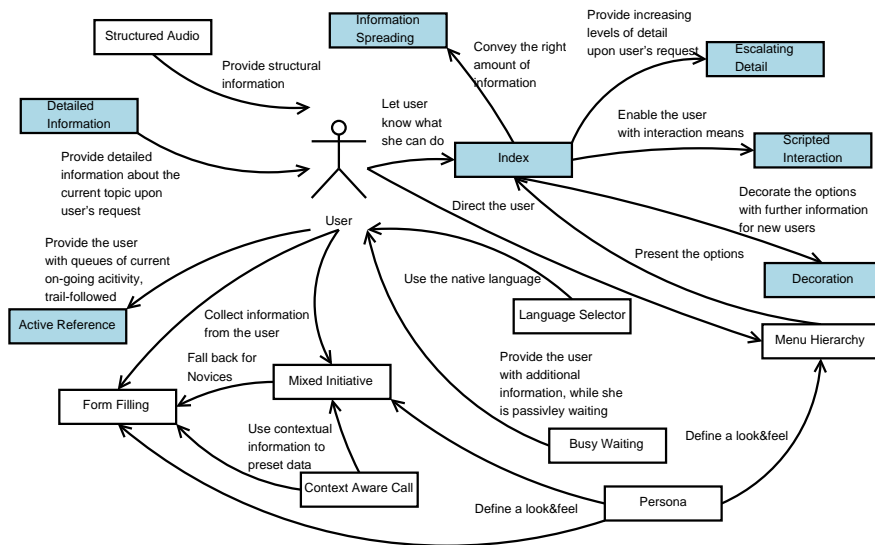 Structured Audio
Provide structural
information
Information
Spreading
Convey the right
amount of
information
Provide increasing
levels of detail
upon user's request
Escalating
Detail
Detailed
Information
Provide detailed
information about the
current topic upon
user's request
Let user
know what
she can do
Index
Enable the user
with interaction means
Scripted
Interaction
User
Direct the user
Decorate the options
with further information
for new users
Decoration
Present the options
Provide the user
with queues of current
on-going acitivity,
trail-followed
Active Reference
Use the native language
Language Selector
Menu Hierarchy
Collect information
from the user
Fall back for
Novices
Mixed Initiative
Form Filling
Provide the user
with additional
information, while she
is passivley waiting
Busy Waiting
Use contextual
information to
preset data
Context Aware Call
Define a look&feel
Define a look&feel
Persona